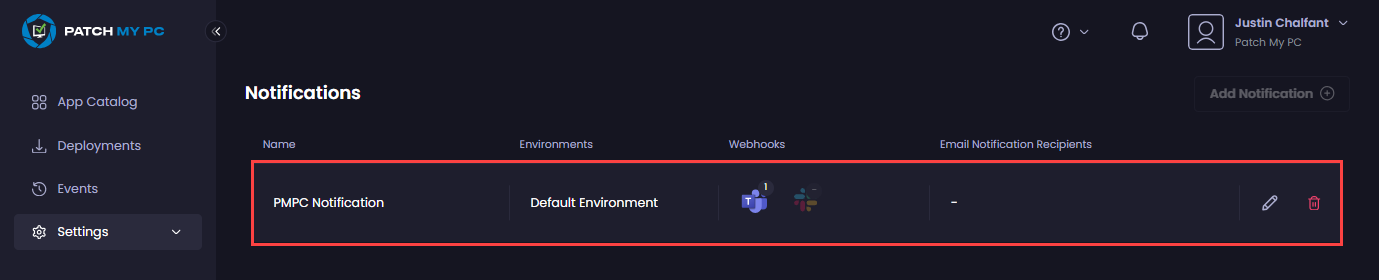 PATCH MY PC
Justin Chalfant
Patch My PC
App Catalog
Deployments
Events
Settings
Notifications
Add Notification
Name Environments Webhooks Email Notification Recipients
PMPC Notification Default Environment 1 - -